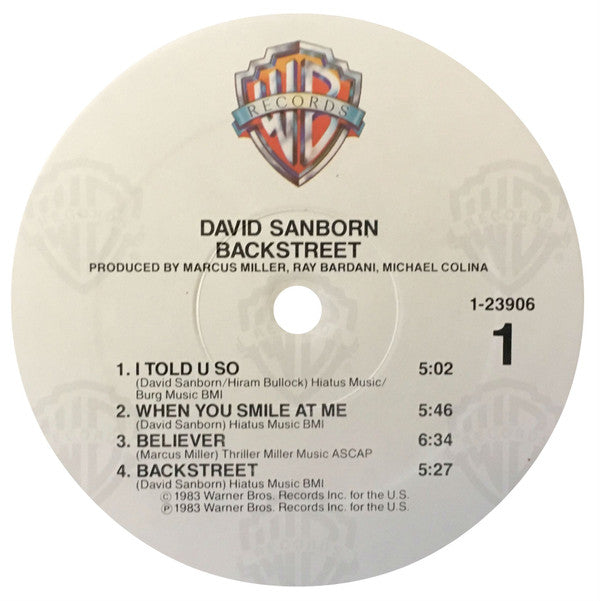 WB
RECORDS
DAVID SANBORN
BACKSTREET
PRODUCED BY MARCUS MILLER, RAY BARDANI, MICHAEL COLINA
1-23906
1
1. I TOLD U SO 5:02
(David Sanborn/Hiram Bullock) Hiatus Music/
Burg Music BMI
2. WHEN YOU SMILE AT ME 5:46
(David Sanborn) Hiatus Music BMI
3. BELIEVER 6:34
(Marcus Miller) Thriller Miller Music ASCAP
4. BACKSTREET 5:27
(David Sanborn) Hiatus Music BMI
© 1983 Warner Bros. Records Inc. for the U.S.
℗ 1983 Warner Bros. Records Inc. for the U.S.